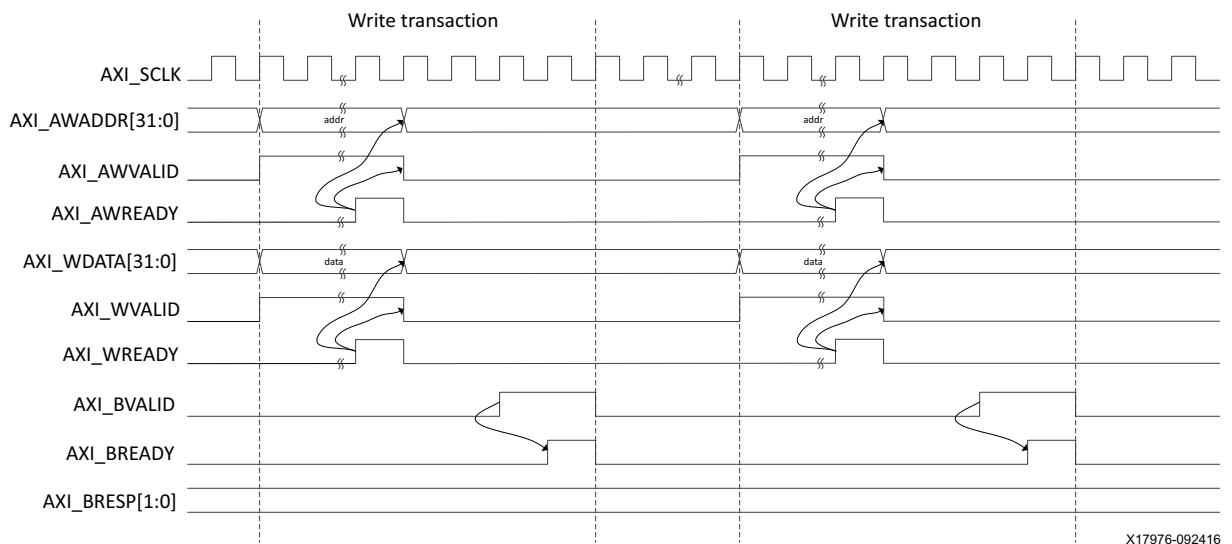 Write transaction Write transaction
AXI_SCLK
AXI_AWADDR[31:0] addr addr
AXI_AWVALID
AXI_AWREADY
AXI_WDATA[31:0] data data
AXI_WVALID
AXI_WREADY
AXI_BVALID
AXI_BREADY
AXI_BRESP[1:0]
X17976-092416